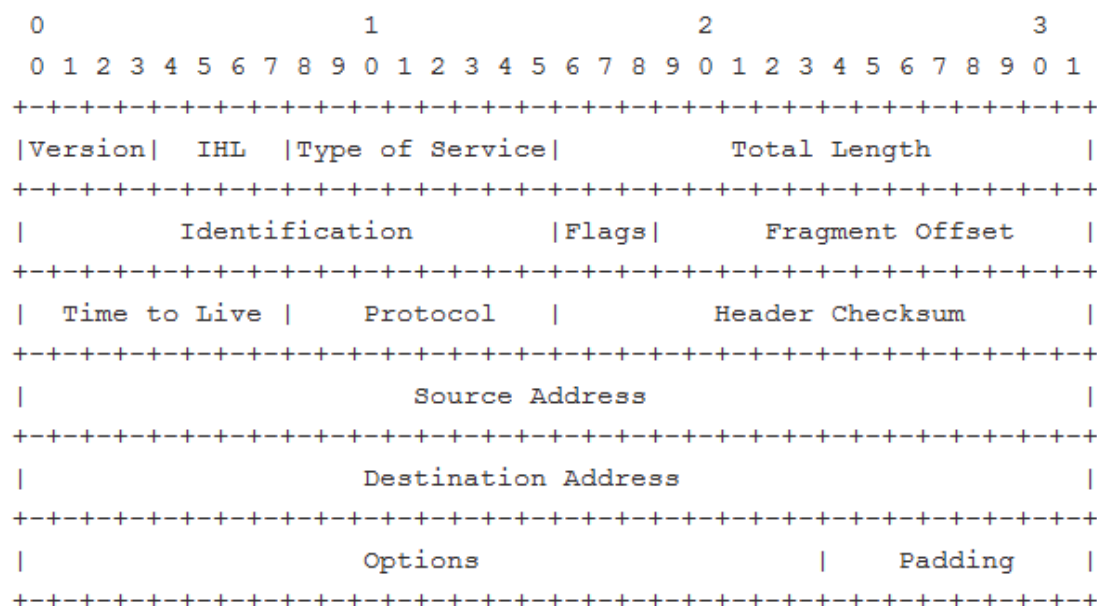 0                   1                   2                   3
 0 1 2 3 4 5 6 7 8 9 0 1 2 3 4 5 6 7 8 9 0 1 2 3 4 5 6 7 8 9 0 1
+-+-+-+-+-+-+-+-+-+-+-+-+-+-+-+-+-+-+-+-+-+-+-+-+-+-+-+-+-+-+-+-+
|Version|  IHL  |Type of Service|          Total Length         |
+-+-+-+-+-+-+-+-+-+-+-+-+-+-+-+-+-+-+-+-+-+-+-+-+-+-+-+-+-+-+-+-+
|         Identification        |Flags|      Fragment Offset    |
+-+-+-+-+-+-+-+-+-+-+-+-+-+-+-+-+-+-+-+-+-+-+-+-+-+-+-+-+-+-+-+-+
|  Time to Live |    Protocol   |         Header Checksum       |
+-+-+-+-+-+-+-+-+-+-+-+-+-+-+-+-+-+-+-+-+-+-+-+-+-+-+-+-+-+-+-+-+
|                       Source Address                          |
+-+-+-+-+-+-+-+-+-+-+-+-+-+-+-+-+-+-+-+-+-+-+-+-+-+-+-+-+-+-+-+-+
|                    Destination Address                        |
+-+-+-+-+-+-+-+-+-+-+-+-+-+-+-+-+-+-+-+-+-+-+-+-+-+-+-+-+-+-+-+-+
|                    Options                    |    Padding    |
+-+-+-+-+-+-+-+-+-+-+-+-+-+-+-+-+-+-+-+-+-+-+-+-+-+-+-+-+-+-+-+-+